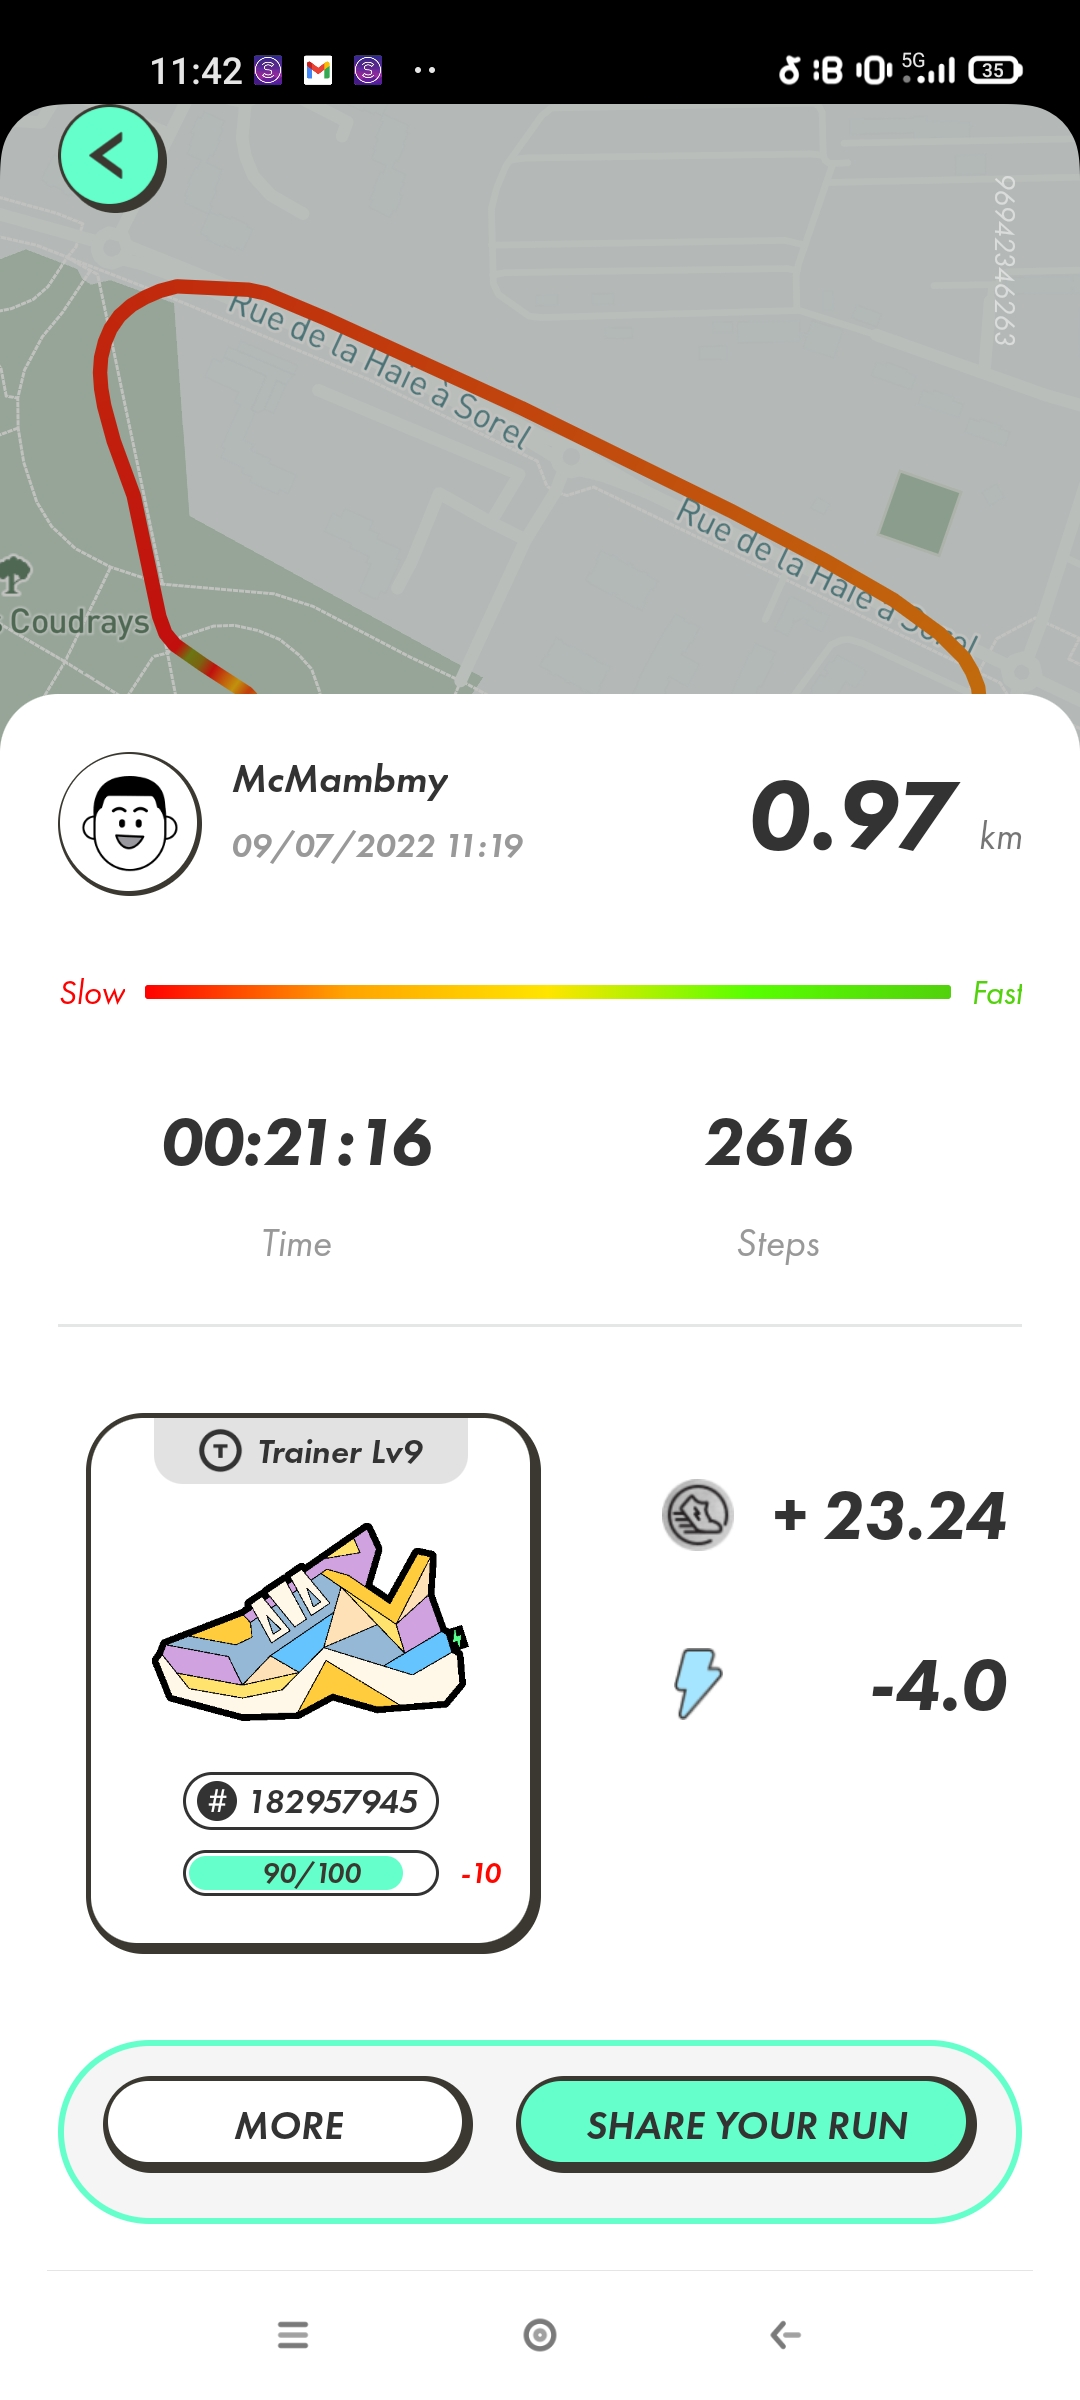 11:42
5G
35
96942346263
Rue de la Haie à Sorel
Rue de la Haie à Sorel
s Coudrays
McMambmy
09/07/2022 11:19
0.97 km
Slow
Fast
00:21:16
2616
Time
Steps
Trainer Lv9
+ 23.24
-4.0
# 182957945
90/100
-10
MORE
SHARE YOUR RUN